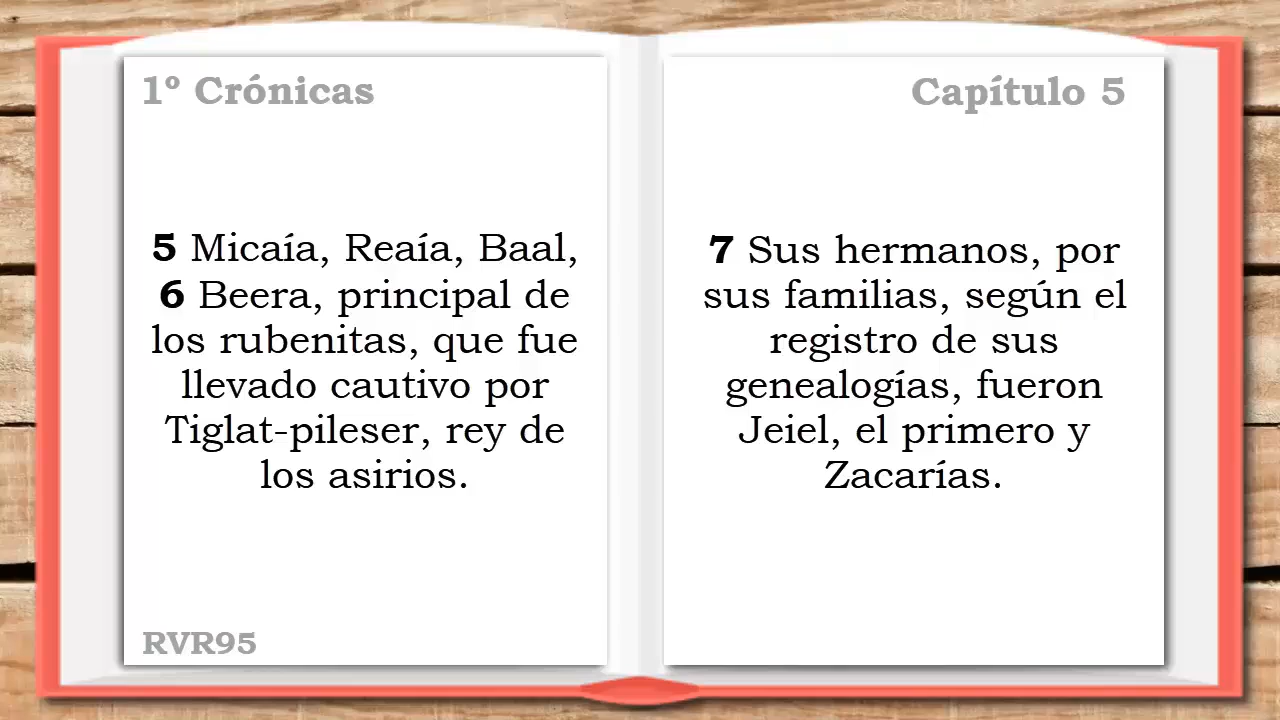 1º Crónicas
5 Micaía, Reaía, Baal,
6 Beera, principal de
los rubenitas, que fue
llevado cautivo por
Tiglat-pileser, rey de
los asirios.
RVR95
Capítulo 5
7 Sus hermanos, por
sus familias, según el
registro de sus
genealogías, fueron
Jeiel, el primero y
Zacarías.